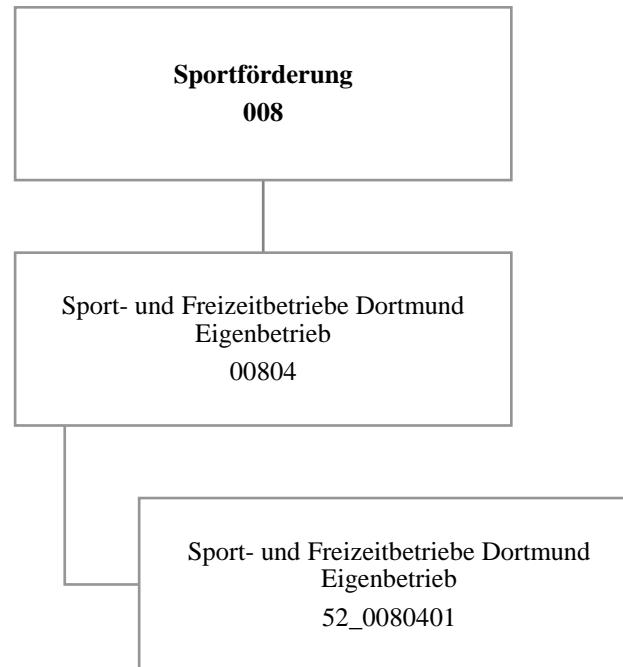 Sportförderung
008
Sport- und Freizeitbetriebe Dortmund
Eigenbetrieb
00804
Sport- und Freizeitbetriebe Dortmund
Eigenbetrieb
52_0080401